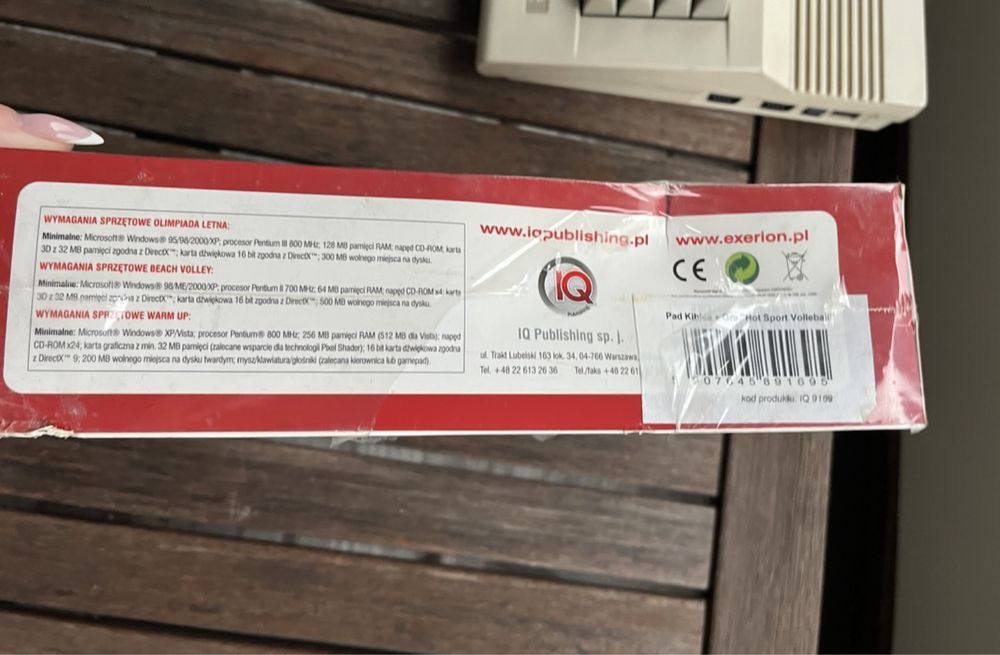 WYMAGANIA SPRZĘTOWE OLIMPIADA LETNA:
Minimalne: Microsoft® Windows® 95/98/2000/XP; procesor Pentium III 800 MHz; 128 MB pamięci RAM; napęd CD-ROM; karta
3D z 32 MB pamięci zgodna z DirectX™; karta dźwiękowa 16 bit zgodna z DirectX™; 300 MB wolnego miejsca na dysku.
WYMAGANIA SPRZĘTOWE BEACH VOLLEY:
Minimalne: Microsoft® Windows® 98/ME/2000/XP; procesor Pentium II 700 MHz; 64 MB pamięci RAM; napęd CD-ROM x4; karta
3D z 32 MB pamięci zgodna z DirectX™; karta dźwiękowa 16 bit zgodna z DirectX™; 500 MB wolnego miejsca na dysku.
WYMAGANIA SPRZĘTOWE WARM UP:
Minimalne: Microsoft® Windows® XP/Vista; procesor Pentium® 800 MHz; 256 MB pamięci RAM (512 MB dla Vista); napęd
CD-ROM x24; karta graficzna z min. 32 MB pamięci (zalecane wsparcie dla technologii Pixel Shader); 16 bit karta dźwiękowa zgodna
z DirectX™ 9; 200 MB wolnego miejsca na dysku twardym; mysz/klawiatura/głośniki (zalecana kierownica lub gamepad).
www.iqpublishing.pl
IQ
PUBLISHING
IQ Publishing sp. j.
ul. Trakt Lubelski 163 lok. 34, 04-766 Warszawa,
Tel. +48 22 613 26 36 Tel./faks +48 22 61
www.exerion.pl
CE
Pad Kibica + Hot Sport Volleball
5 907645 891695
kod produktu: IQ 9169